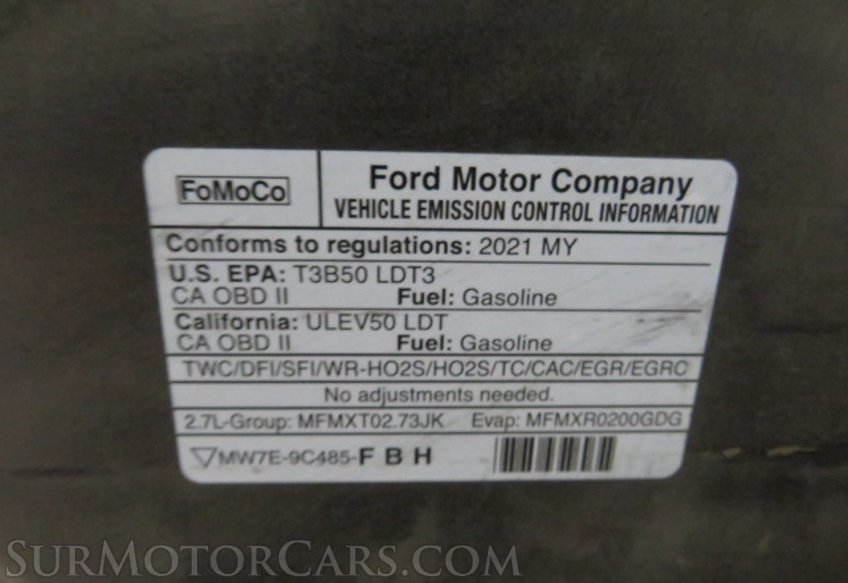 FoMoCo
Ford Motor Company
VEHICLE EMISSION CONTROL INFORMATION
Conforms to regulations: 2021 MY
U.S. EPA: T3B50 LDT3
CA OBD II Fuel: Gasoline
California: ULEV50 LDT
CA OBD II Fuel: Gasoline
TWC/DFI/SFI/WR-HO2S/HO2S/TC/CAC/EGR/EGRC
No adjustments needed.
2.7L-Group: MFMXT02.73JK Evap: MFMXR0200GDG
MW7E-9C485-F B H
SurMotorCars.com